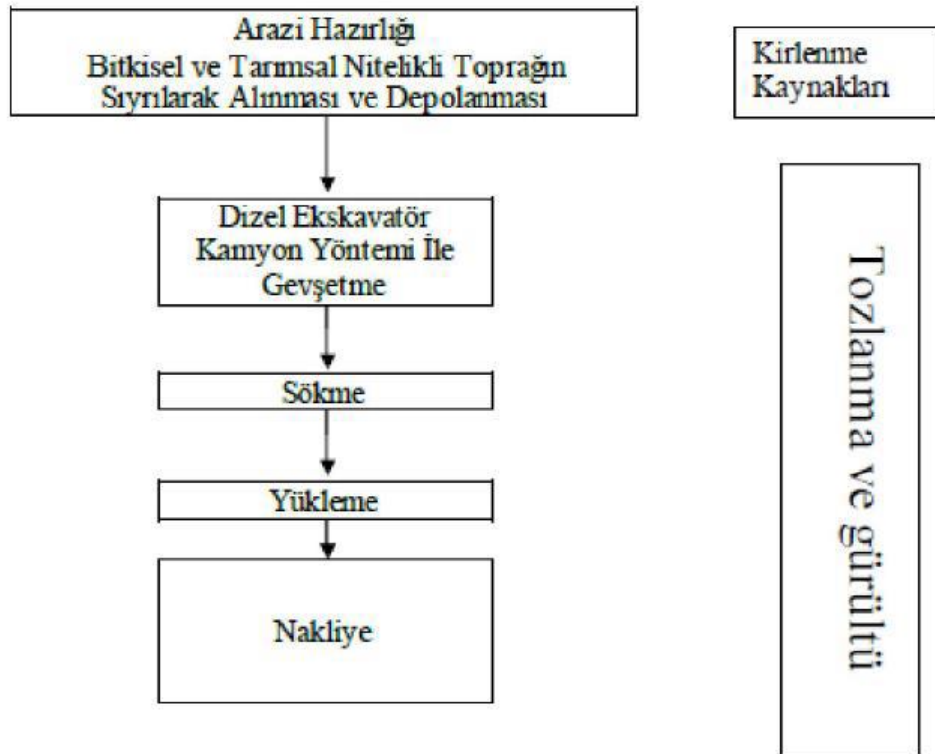 Arazi Hazırlığı
Bitkisel ve Tarımsal Nitelikli Toprağın
Sıyrılarak Alınması ve Depolanması
Kirlenme
Kaynakları
Dizel Ekskavatör
Kamyon Yöntemi İle
Gevşetme
Sökme
Yükleme
Nakliye
Tozlanma ve gürültü